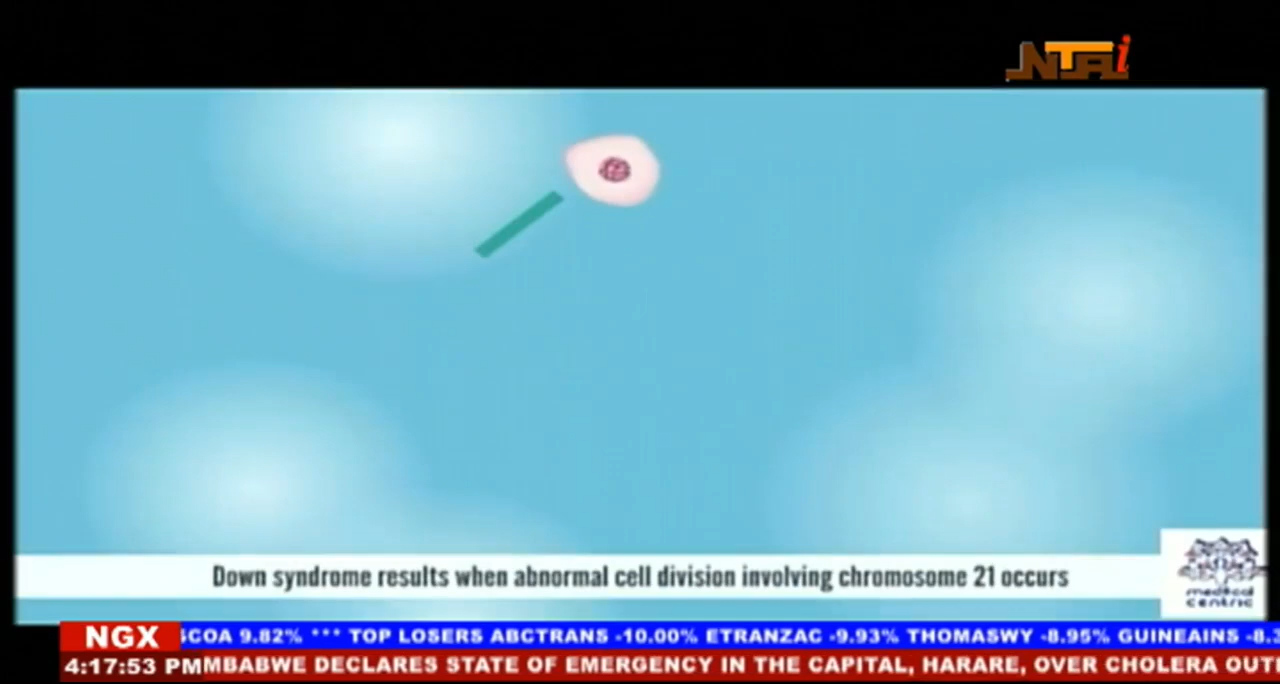 NTAi
Down syndrome results when abnormal cell division involving chromosome 21 occurs
medical
centric
NGX
COA 9.82% *** TOP LOSERS ABCTRANS -10.00% ETRANZAC -9.93% THOMASWY -8.95% GUINEAINS -8.3
4:17:53 PM
MBABWE DECLARES STATE OF EMERGENCY IN THE CAPITAL, HARARE, OVER CHOLERA OUT